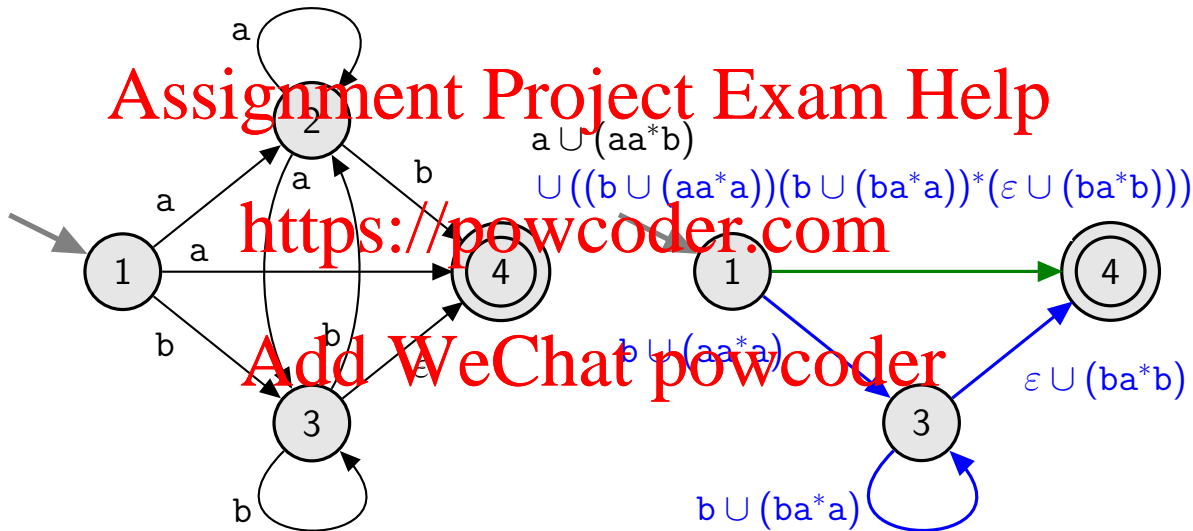 a
Assignment Project Exam Help
2
a ∪ (aa*b)
a
b
∪ ((b ∪ (aa*a))(b ∪ (ba*a))*(ε ∪ (ba*b)))
a
https://powcoder.com
a
1
4
1
4
b
b
b ∪ (aa*a)
Add WeChat powcoder
ε
ε ∪ (ba*b)
3
3
b
b ∪ (ba*a)